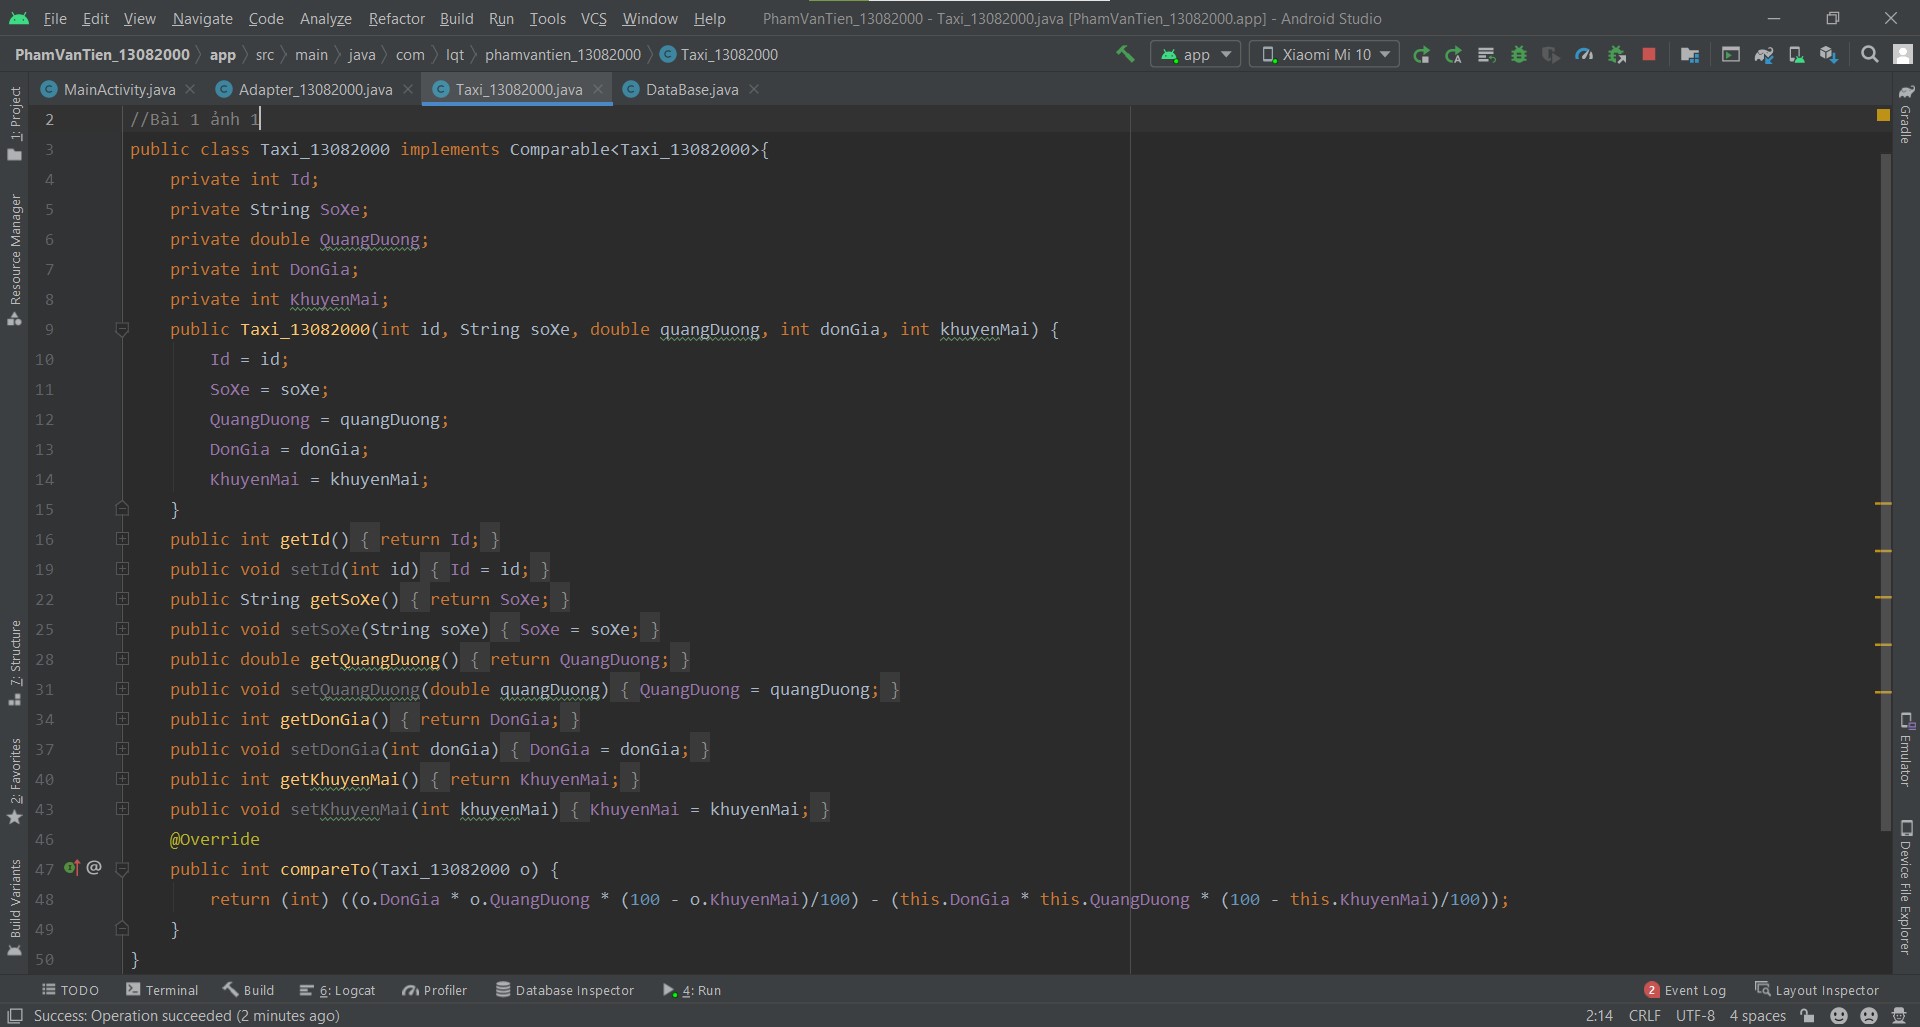 File Edit View Navigate Code Analyze Refactor Build Run Tools VCS Window Help PhamVanTien_13082000 - Taxi_13082000.java [PhamVanTien_13082000.app] - Android Studio
PhamVanTien_13082000 app src main java com lqt phamvantien_13082000 Taxi_13082000 app Xiaomi Mi 10
MainActivity.java Adapter_13082000.java Taxi_13082000.java DataBase.java
1: Project
Resource Manager
7: Structure
2: Favorites
Build Variants
2 //Bài 1 ảnh 1
3 public class Taxi_13082000 implements Comparable<Taxi_13082000>{
4 private int Id;
5 private String SoXe;
6 private double QuangDuong;
7 private int DonGia;
8 private int KhuyenMai;
9 public Taxi_13082000(int id, String soXe, double quangDuong, int donGia, int khuyenMai) {
10 Id = id;
11 SoXe = soXe;
12 QuangDuong = quangDuong;
13 DonGia = donGia;
14 KhuyenMai = khuyenMai;
15 }
16 public int getId() { return Id; }
19 public void setId(int id) { Id = id; }
22 public String getSoXe() { return SoXe; }
25 public void setSoXe(String soXe) { SoXe = soXe; }
28 public double getQuangDuong() { return QuangDuong; }
31 public void setQuangDuong(double quangDuong) { QuangDuong = quangDuong; }
34 public int getDonGia() { return DonGia; }
37 public void setDonGia(int donGia) { DonGia = donGia; }
40 public int getKhuyenMai() { return KhuyenMai; }
43 public void setKhuyenMai(int khuyenMai) { KhuyenMai = khuyenMai; }
46 @Override
47 public int compareTo(Taxi_13082000 o) {
48 return (int) ((o.DonGia * o.QuangDuong * (100 - o.KhuyenMai)/100) - (this.DonGia * this.QuangDuong * (100 - this.KhuyenMai)/100));
49 }
50 }
Gradle
Emulator
Device File Explorer
TODO Terminal Build 6: Logcat Profiler Database Inspector 4: Run 2 Event Log Layout Inspector
Success: Operation succeeded (2 minutes ago) 2:14 CRLF UTF-8 4 spaces